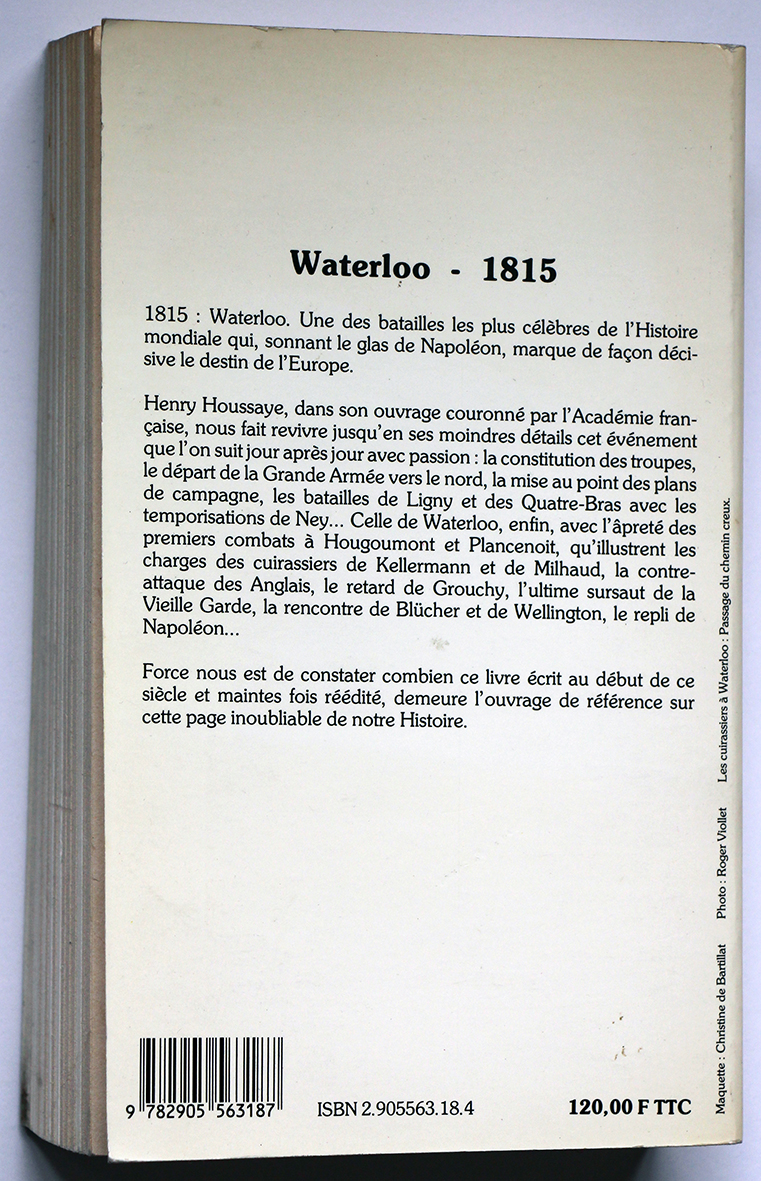 Waterloo - 1815
1815 : Waterloo. Une des batailles les plus célèbres de l'Histoire
mondiale qui, sonnant le glas de Napoléon, marque de façon déci-
sive le destin de l'Europe.
Henry Houssaye, dans son ouvrage couronné par l'Académie fran-
çaise, nous fait revivre jusqu'en ses moindres détails cet événement
que l'on suit jour après jour avec passion : la constitution des troupes,
le départ de la Grande Armée vers le nord, la mise au point des plans
de campagne, les batailles de Ligny et des Quatre-Bras avec les
temporisations de Ney... Celle de Waterloo, enfin, avec l'âpreté des
premiers combats à Hougoumont et Plancenoit, qu'illustrent les
charges des cuirassiers de Kellermann et de Milhaud, la contre-
attaque des Anglais, le retard de Grouchy, l'ultime sursaut de la
Vieille Garde, la rencontre de Blücher et de Wellington, le repli de
Napoléon...
Force nous est de constater combien ce livre écrit au début de ce
siècle et maintes fois réédité, demeure l'ouvrage de référence sur
cette page inoubliable de notre Histoire.
9 782905 563187
ISBN 2.905563.18.4
120,00 F TTC
Maquette : Christine de Bartillat Photo : Roger Viollet Les cuirassiers à Waterloo : Passage du chemin creux.